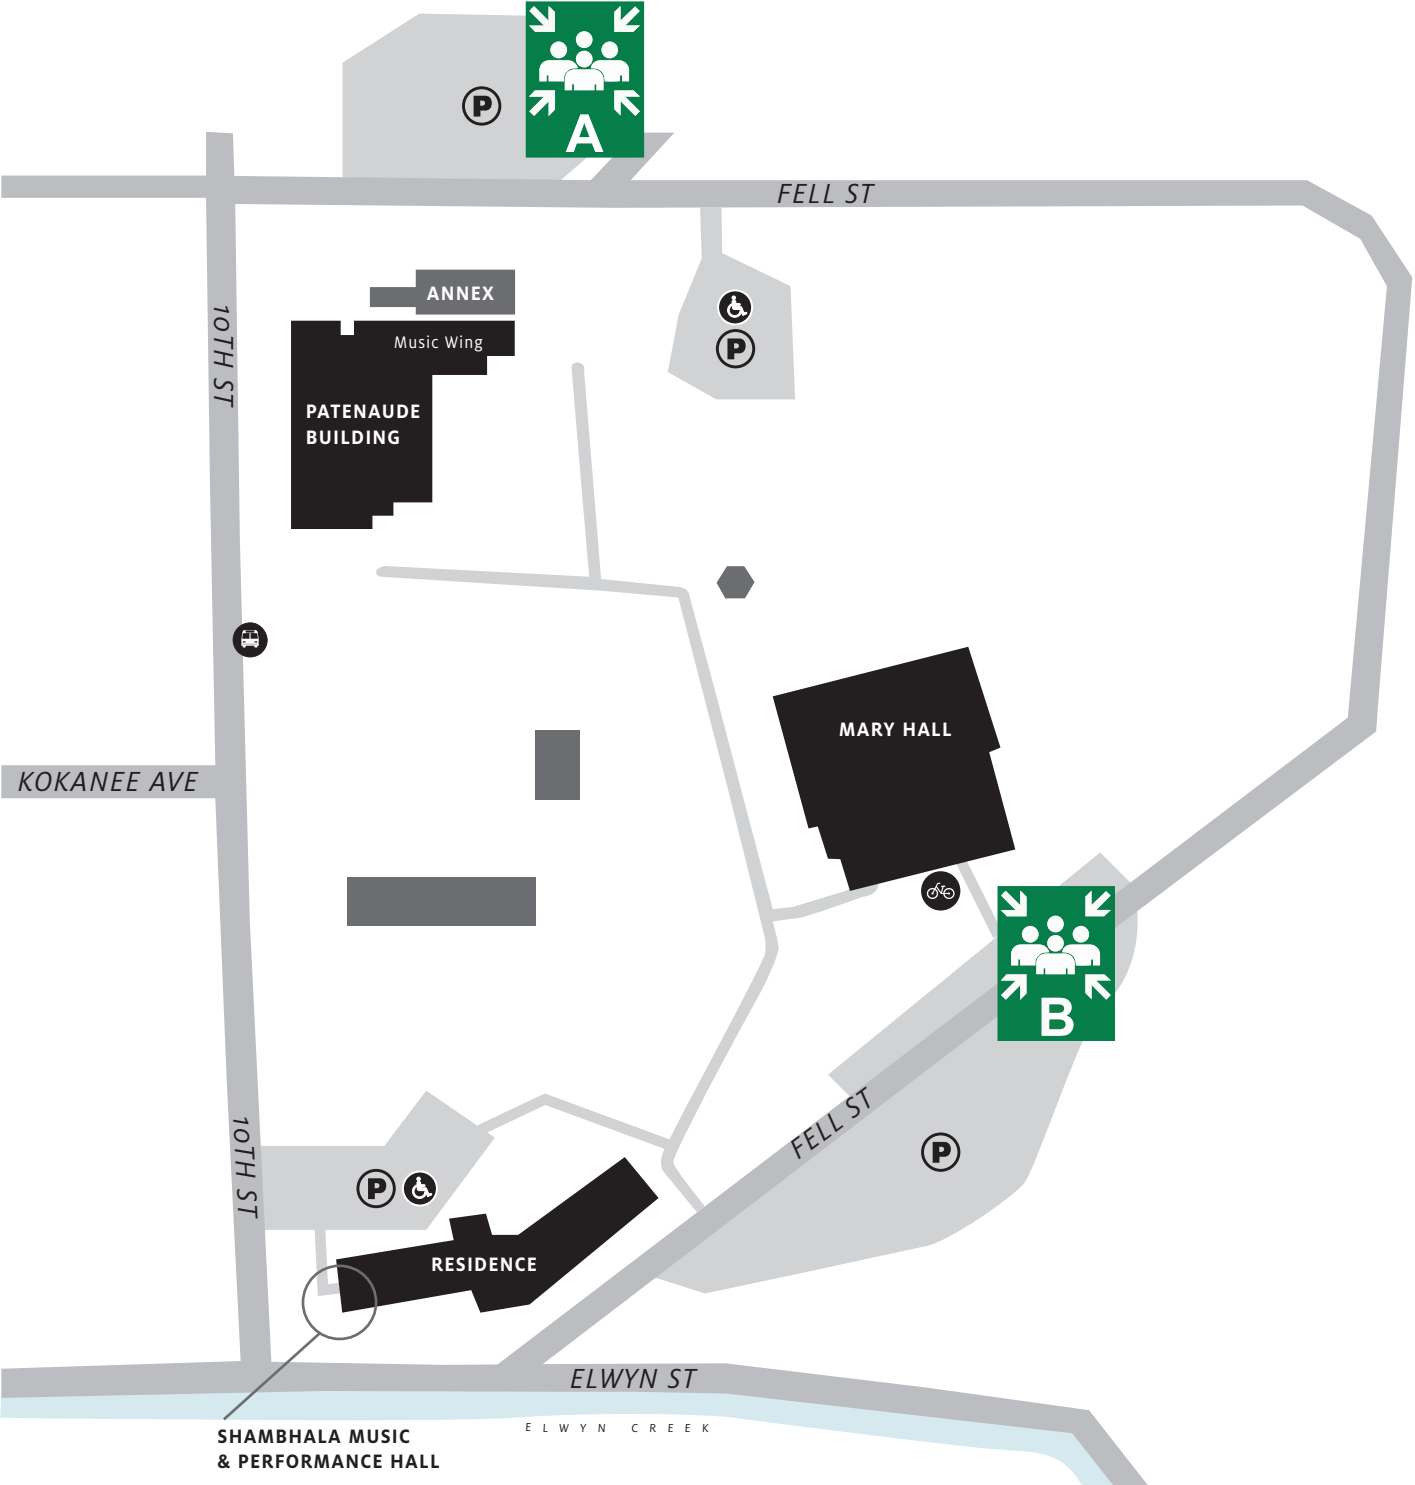 P
A
FELL ST
ANNEX
Music Wing
10TH ST
P
PATENAUDE
BUILDING
MARY HALL
KOKANEE AVE
B
FELL ST
10TH ST
P
P
RESIDENCE
ELWYN ST
ELWYN CREEK
SHAMBHALA MUSIC
& PERFORMANCE HALL